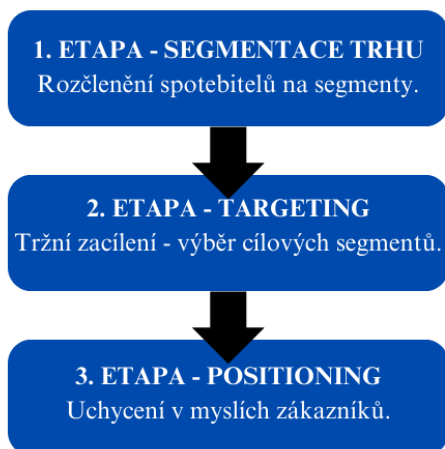 1. ETAPA - SEGMENTACE TRHU
Rozčlenění spotebitelů na segmenty.
2. ETAPA - TARGETING
Tržní zacílení - výběr cílových segmentů.
3. ETAPA - POSITIONING
Uchycení v myslích zákazníků.